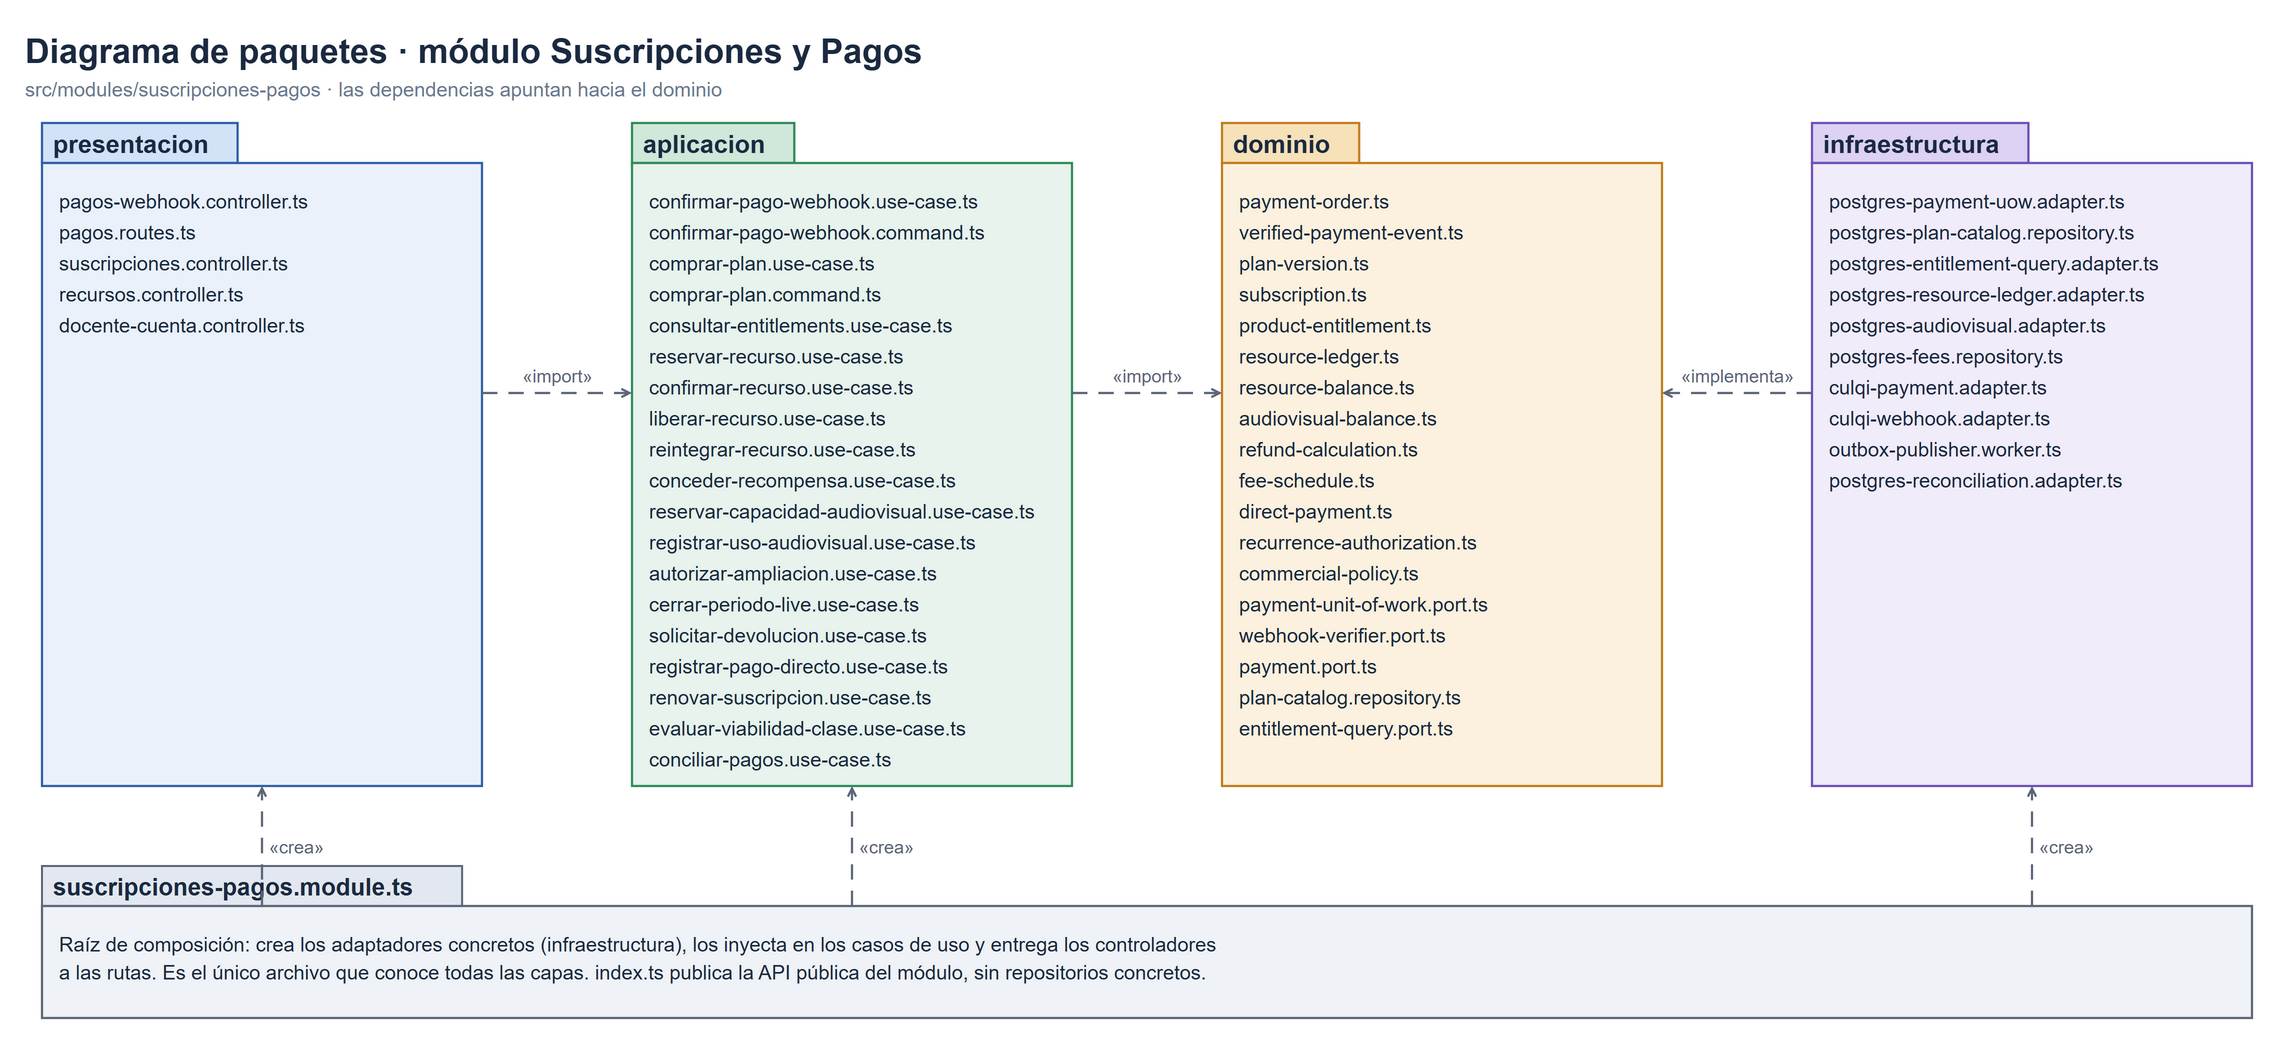 Diagrama de paquetes · módulo Suscripciones y Pagos
src/modules/suscripciones-pagos · las dependencias apuntan hacia el dominio
presentacion
pagos-webhook.controller.ts
pagos.routes.ts
suscripciones.controller.ts
recursos.controller.ts
docente-cuenta.controller.ts
«import»
aplicacion
confirmar-pago-webhook.use-case.ts
confirmar-pago-webhook.command.ts
comprar-plan.use-case.ts
comprar-plan.command.ts
consultar-entitlements.use-case.ts
reservar-recurso.use-case.ts
confirmar-recurso.use-case.ts
liberar-recurso.use-case.ts
reintegrar-recurso.use-case.ts
conceder-recompensa.use-case.ts
reservar-capacidad-audiovisual.use-case.ts
registrar-uso-audiovisual.use-case.ts
autorizar-ampliacion.use-case.ts
cerrar-periodo-live.use-case.ts
solicitar-devolucion.use-case.ts
registrar-pago-directo.use-case.ts
renovar-suscripcion.use-case.ts
evaluar-viabilidad-clase.use-case.ts
conciliar-pagos.use-case.ts
«import»
dominio
payment-order.ts
verified-payment-event.ts
plan-version.ts
subscription.ts
product-entitlement.ts
resource-ledger.ts
resource-balance.ts
audiovisual-balance.ts
refund-calculation.ts
fee-schedule.ts
direct-payment.ts
recurrence-authorization.ts
commercial-policy.ts
payment-unit-of-work.port.ts
webhook-verifier.port.ts
payment.port.ts
plan-catalog.repository.ts
entitlement-query.port.ts
«implementa»
infraestructura
postgres-payment-uow.adapter.ts
postgres-plan-catalog.repository.ts
postgres-entitlement-query.adapter.ts
postgres-resource-ledger.adapter.ts
postgres-audiovisual.adapter.ts
postgres-fees.repository.ts
culqi-payment.adapter.ts
culqi-webhook.adapter.ts
outbox-publisher.worker.ts
postgres-reconciliation.adapter.ts
«crea»
«crea»
«crea»
suscripciones-pagos.module.ts
Raíz de composición: crea los adaptadores concretos (infraestructura), los inyecta en los casos de uso y entrega los controladores
a las rutas. Es el único archivo que conoce todas las capas. index.ts publica la API pública del módulo, sin repositorios concretos.